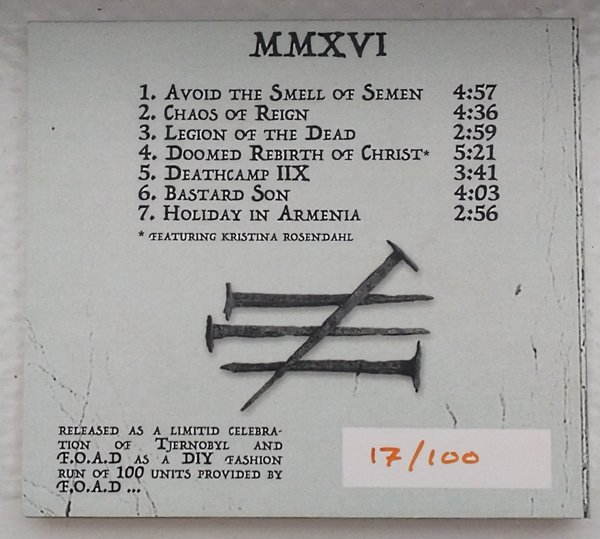 MMXVI
1. Avoid the Smell of Semen 4:57
2. Chaos of Reign 4:36
3. Legion of the Dead 2:59
4. Doomed Rebirth of Christ* 5:21
5. Deathcamp IIX 3:41
6. Bastard Son 4:03
7. Holiday in Armenia 2:56
* featuring Kristina Rosendahl
released as a limitid celebra-
tion of Tjernobyl and
F.O.A.D as a DIY fashion
run of 100 units provided by
F.O.A.D ...
17/100